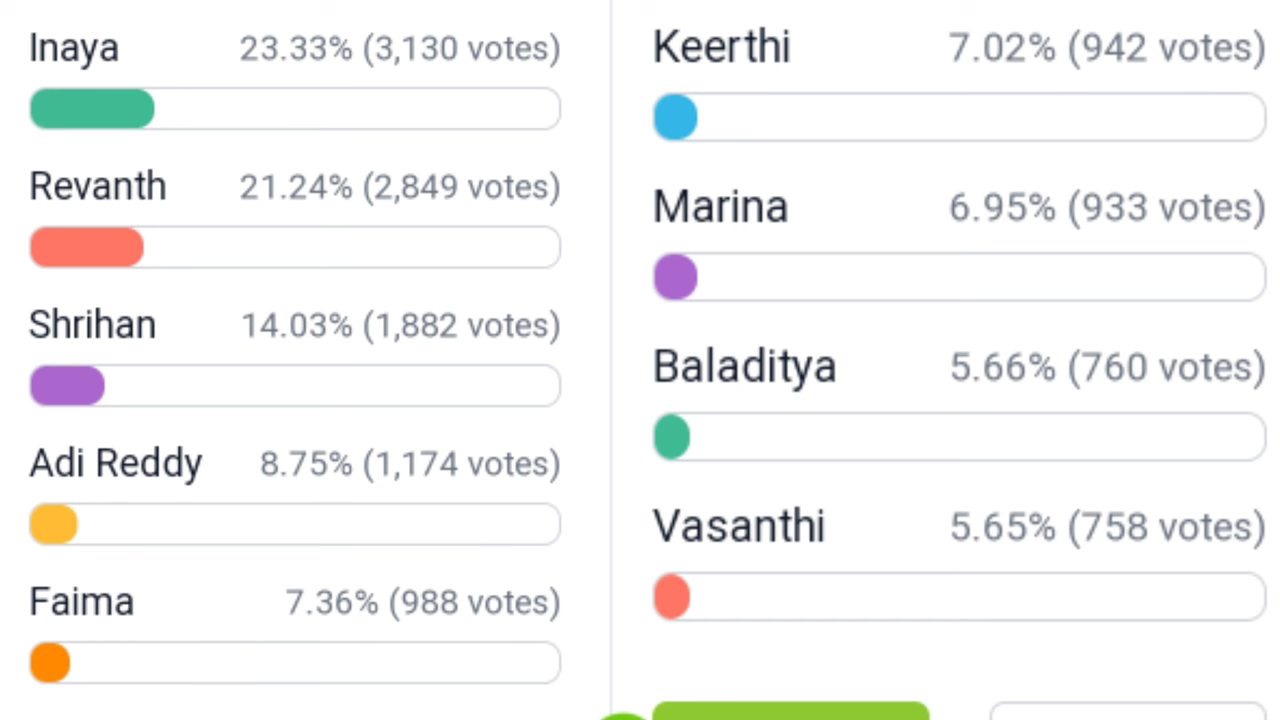 Inaya 23.33% (3,130 votes)
Revanth 21.24% (2,849 votes)
Shrihan 14.03% (1,882 votes)
Adi Reddy 8.75% (1,174 votes)
Faima 7.36% (988 votes)
Keerthi 7.02% (942 votes)
Marina 6.95% (933 votes)
Baladitya 5.66% (760 votes)
Vasanthi 5.65% (758 votes)